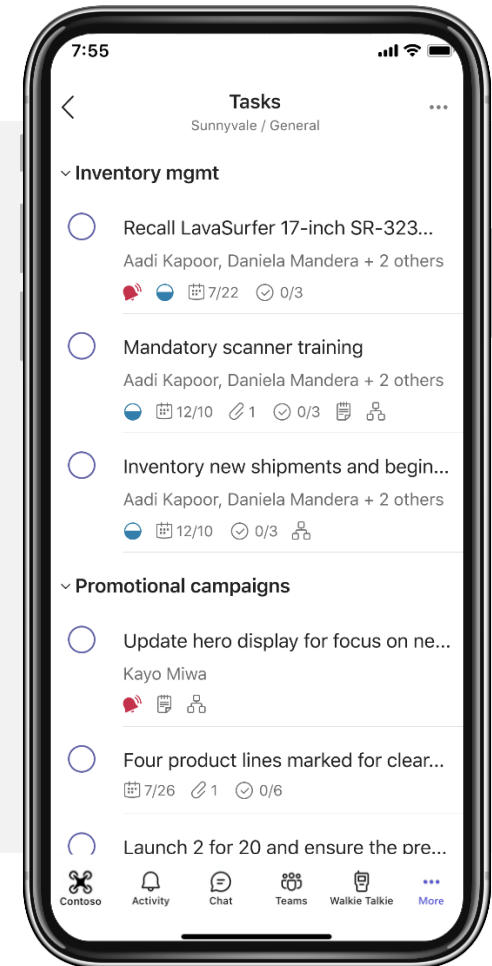 7:55
Tasks
Sunnyvale / General
Inventory mgmt
Recall LavaSurfer 17-inch SR-323...
Aadi Kapoor, Daniela Mandera + 2 others
7/22 0/3
Mandatory scanner training
Aadi Kapoor, Daniela Mandera + 2 others
12/10 1 0/3
Inventory new shipments and begin...
Aadi Kapoor, Daniela Mandera + 2 others
12/10 0/3
Promotional campaigns
Update hero display for focus on ne...
Kayo Miwa
Four product lines marked for clear...
7/26 1 0/6
Launch 2 for 20 and ensure the pre...
Contoso Activity Chat Teams Walkie Talkie More